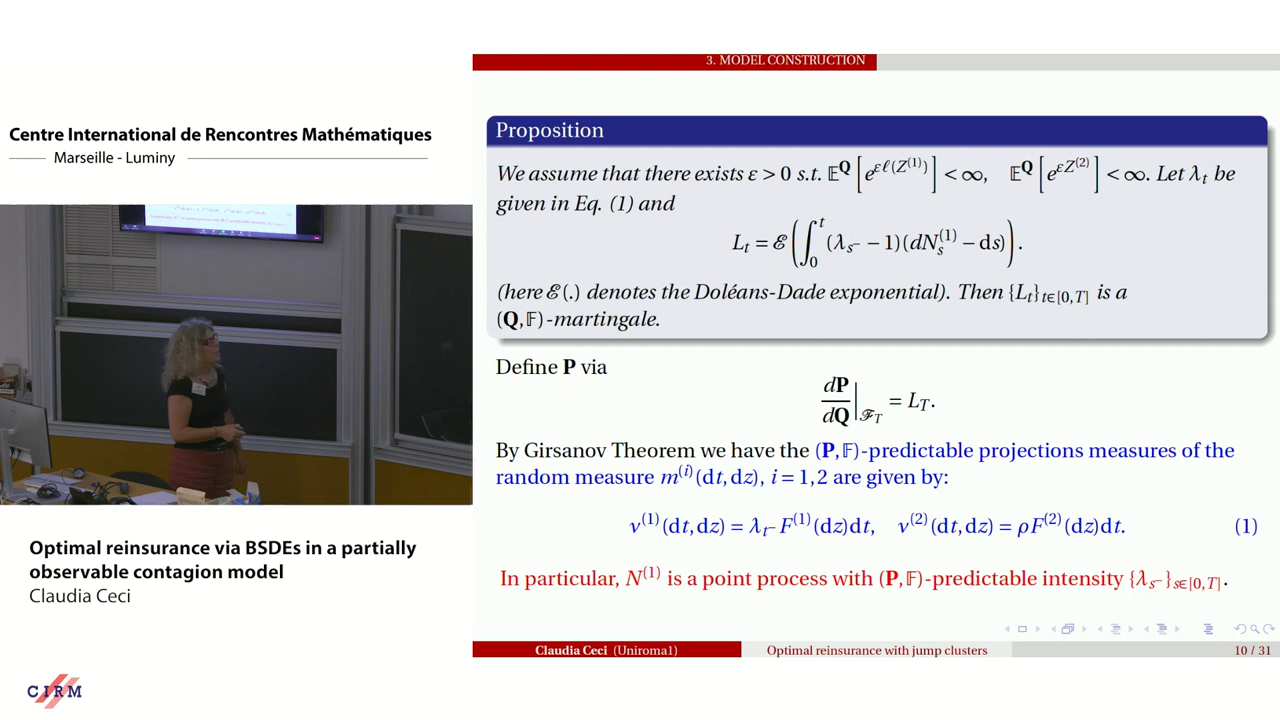 Centre International de Rencontres Mathématiques
Marseille - Luminy
Optimal reinsurance via BSDEs in a partially
observable contagion model
Claudia Ceci
CIRM
3. MODEL CONSTRUCTION
Proposition
We assume that there exists ε > 0 s.t. 𝔼^𝐐 [e^{εℓ(Z^{(1)})}] < ∞, 𝔼^𝐐 [e^{εZ^{(2)}}] < ∞. Let λ_t be
given in Eq. (1) and
L_t = ℰ(∫_0^t (λ_{s^-} − 1)(dN_s^{(1)} − ds)).
(here ℰ(.) denotes the Doléans-Dade exponential). Then {L_t}_{t∈[0,T]} is a
(𝐐,𝔽)-martingale.
Define 𝐏 via
d𝐏/d𝐐 |_{ℱ_T} = L_T.
By Girsanov Theorem we have the (𝐏,𝔽)-predictable projections measures of the
random measure m^{(i)}(dt,dz), i = 1,2 are given by:
ν^{(1)}(dt,dz) = λ_{t^-} F^{(1)}(dz)dt, ν^{(2)}(dt,dz) = ρF^{(2)}(dz)dt. (1)
In particular, N^{(1)} is a point process with (𝐏,𝔽)-predictable intensity {λ_{s^-}}_{s∈[0,T]}.
Claudia Ceci (Uniroma1) Optimal reinsurance with jump clusters 10 / 31